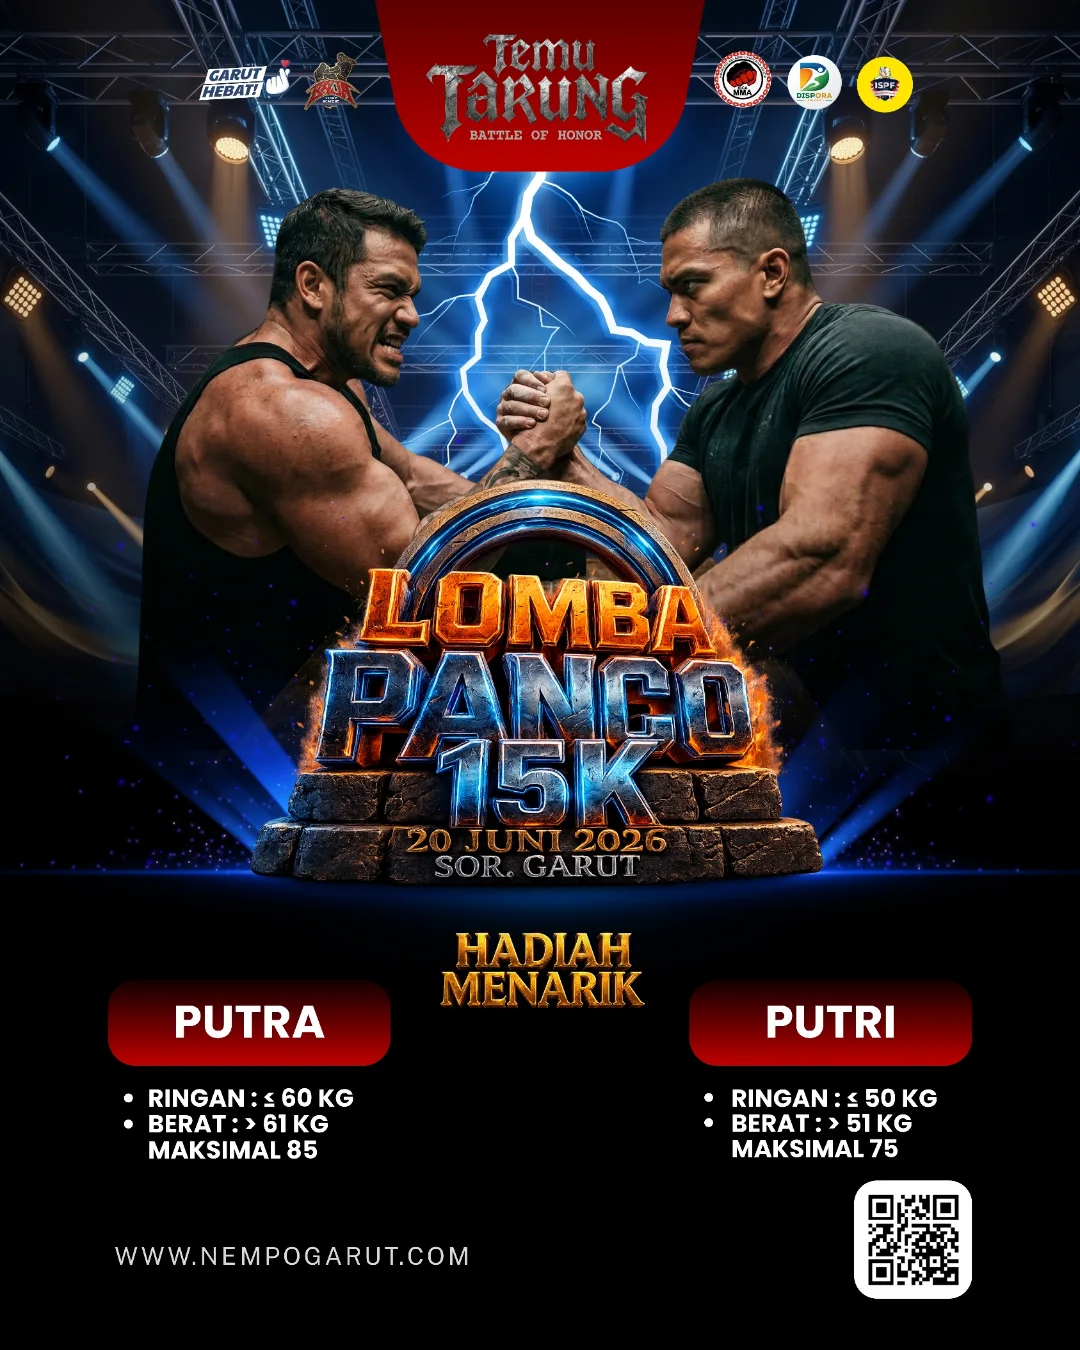 GARUT
HEBAT!
Temu
TARUNG
BATTLE OF HONOR
MMA
DISPORA
ISPF
LOMBA
PANCO
15K
20 JUNI 2026
SOR. GARUT
HADIAH
MENARIK
PUTRA
• RINGAN : ≤ 60 KG
• BERAT : > 61 KG
MAKSIMAL 85
PUTRI
• RINGAN : ≤ 50 KG
• BERAT : > 51 KG
MAKSIMAL 75
WWW.NEMPOGARUT.COM